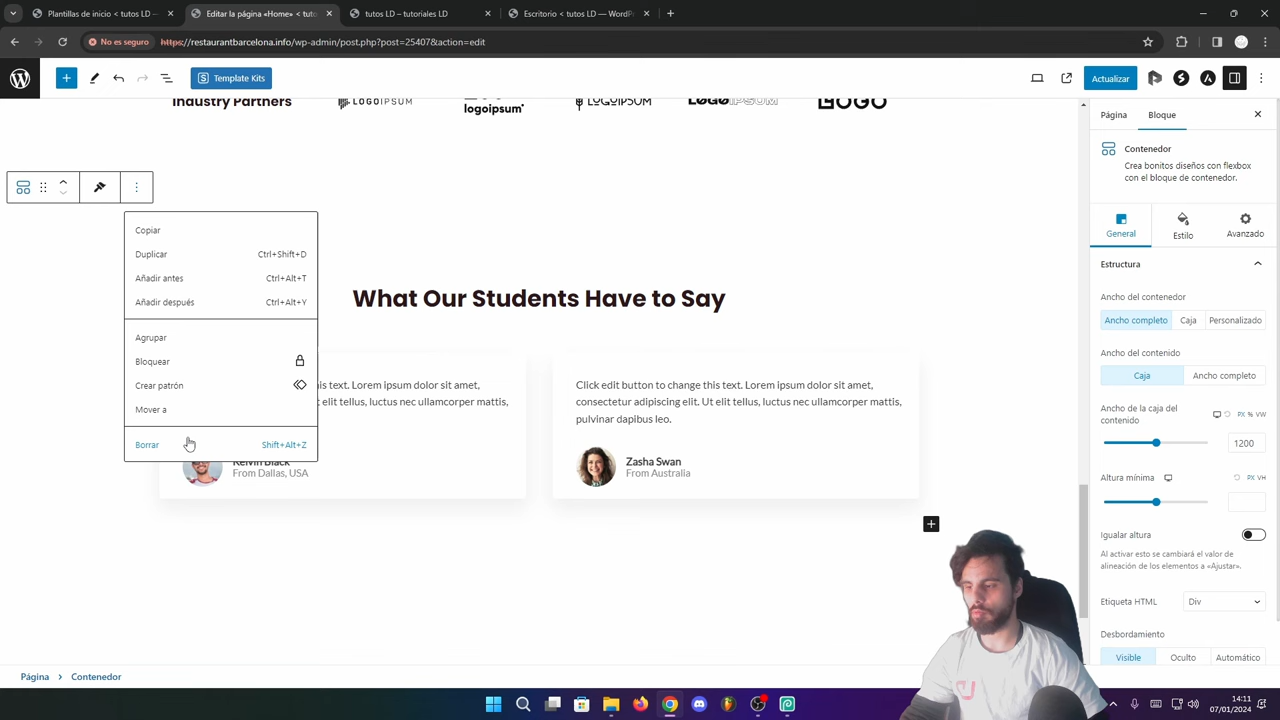 Plantillas de inicio < tutos LD —
Editar la página «Home» < tuto
tutos LD – tutoriales LD
Escritorio < tutos LD — WordPr
No es seguro
https://restaurantbarcelona.info/wp-admin/post.php?post=25407&action=edit
Template Kits
Actualizar
Industry Partners
LOGOIPSUM
logoipsum
LOGOIPSUM
LOGOIPSUM
LOGO
Copiar
Duplicar Ctrl+Shift+D
Añadir antes Ctrl+Alt+T
Añadir después Ctrl+Alt+Y
Agrupar
Bloquear
Crear patrón
Mover a
Borrar Shift+Alt+Z
What Our Students Have to Say
this text. Lorem ipsum dolor sit amet,
t elit tellus, luctus nec ullamcorper mattis,
Kelvin Black
From Dallas, USA
Click edit button to change this text. Lorem ipsum dolor sit amet,
consectetur adipiscing elit. Ut elit tellus, luctus nec ullamcorper mattis,
pulvinar dapibus leo.
Zasha Swan
From Australia
Página
Bloque
Contenedor
Crea bonitos diseños con flexbox
con el bloque de contenedor.
General
Estilo
Avanzado
Estructura
Ancho del contenedor
Ancho completo Caja Personalizado
Ancho del contenido
Caja Ancho completo
Ancho de la caja del
contenido
PX % VW
1200
Altura mínima
PX VH
Igualar altura
Al activar esto se cambiará el valor de
alineación de los elementos a «Ajustar».
Etiqueta HTML
Div
Desbordamiento
Visible Oculto Automático
Página > Contenedor
14:11
07/01/2024